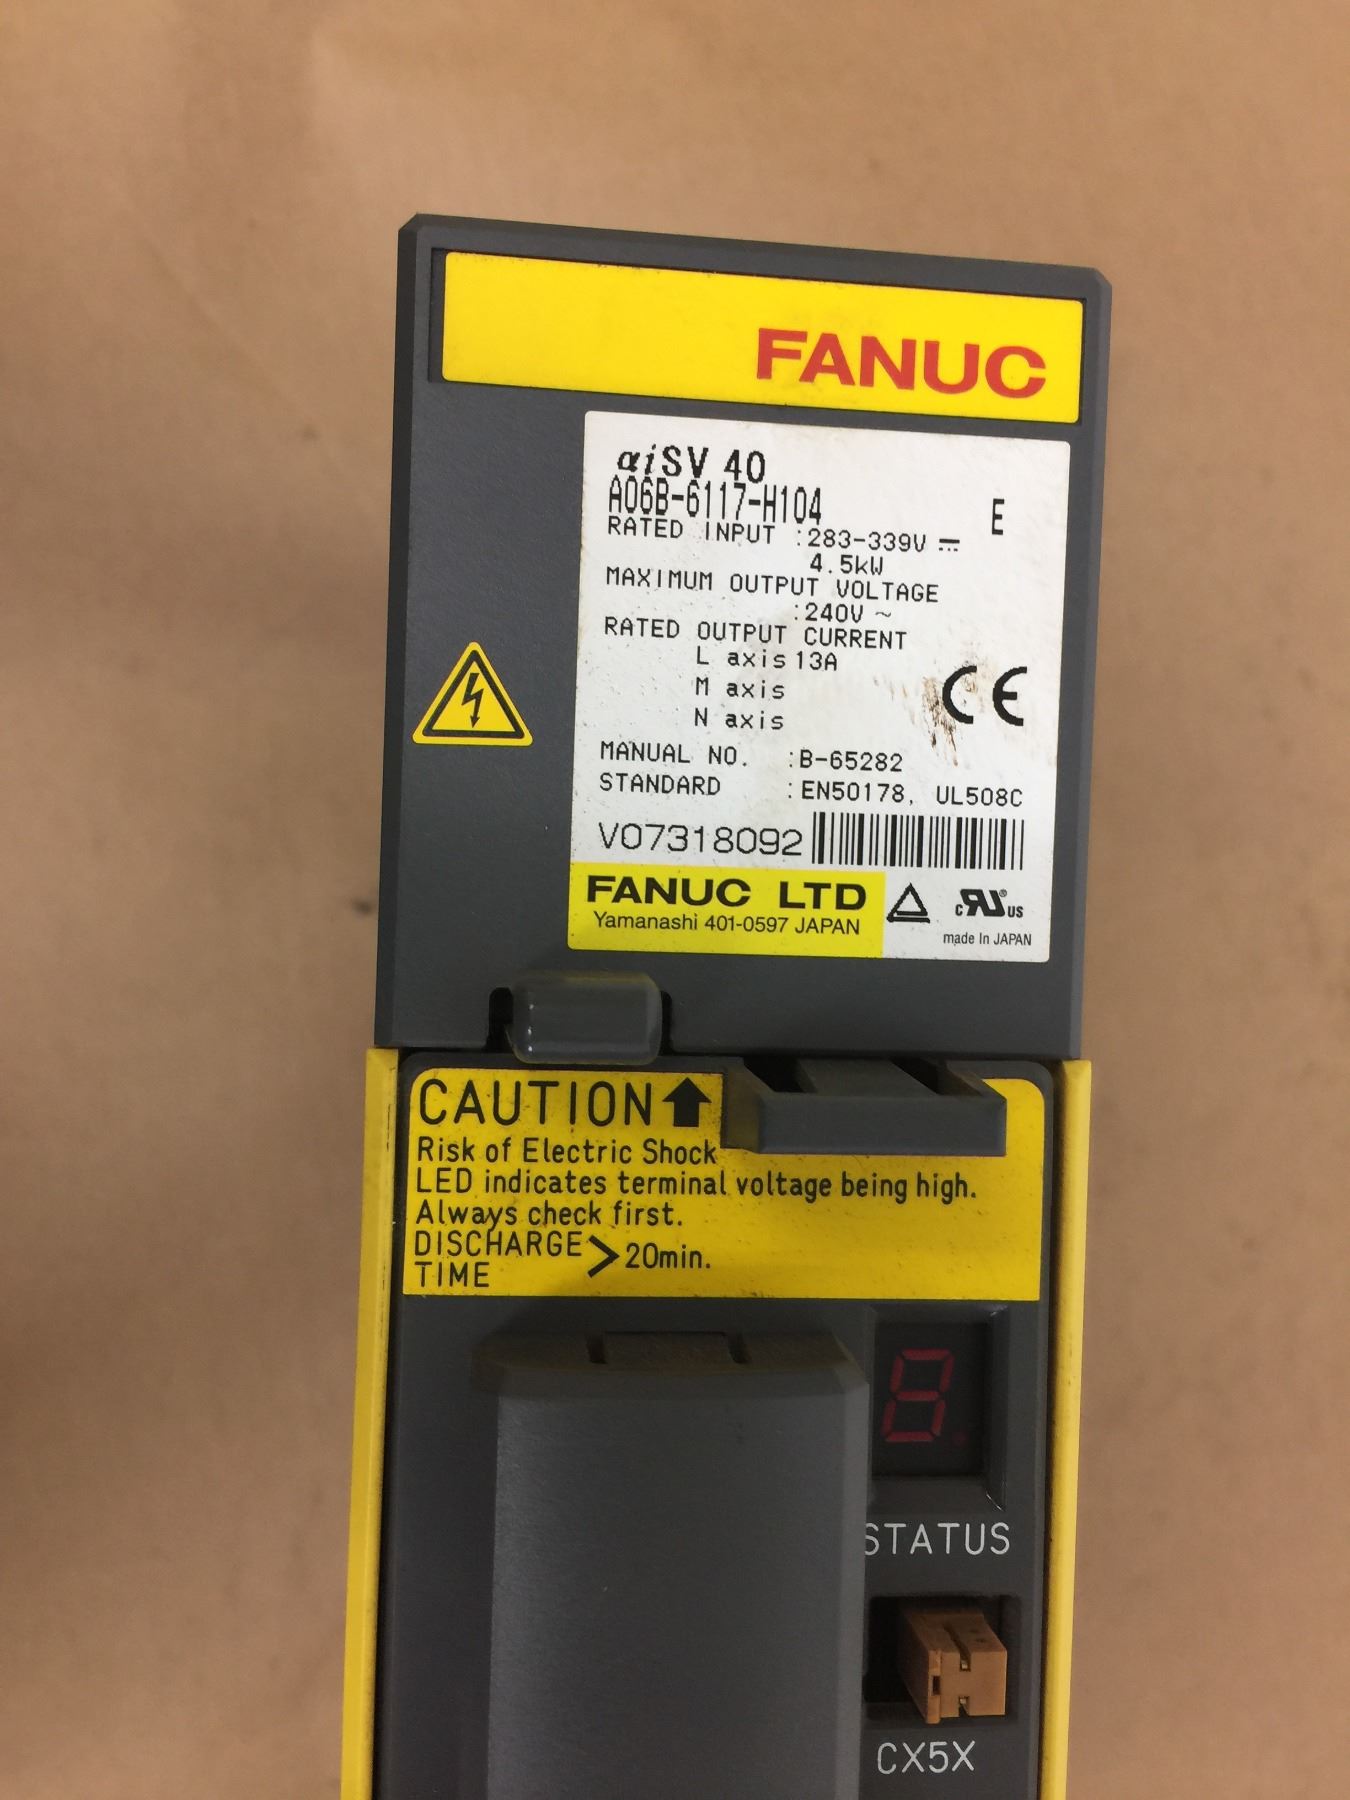 FANUC
αiSV 40
A06B-6117-H104
E
RATED INPUT :283-339V ⎓
4.5kW
MAXIMUM OUTPUT VOLTAGE
:240V ~
RATED OUTPUT CURRENT
L axis 13A
M axis
N axis
CE
MANUAL NO. :B-65282
STANDARD :EN50178, UL508C
V07318092
FANUC LTD
Yamanashi 401-0597 JAPAN
c RU® US
made In JAPAN
CAUTION ⬆
Risk of Electric Shock
LED indicates terminal voltage being high.
Always check first.
DISCHARGE
TIME > 20min.
8.
STATUS
CX5X